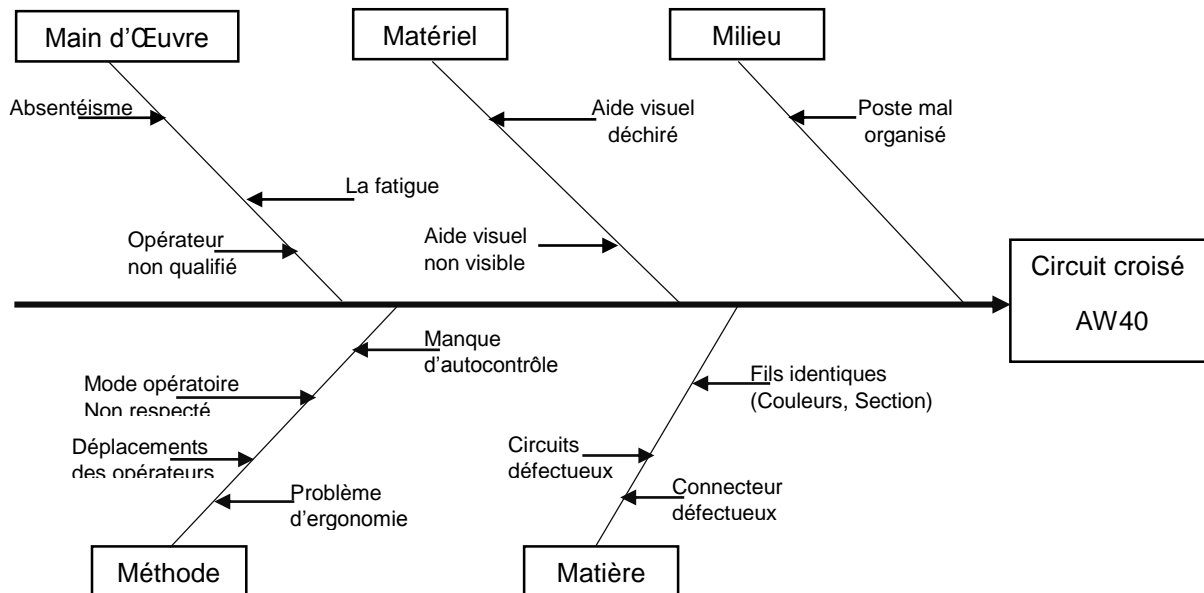 Main d'Œuvre
Matériel
Milieu
Absentéisme
Aide visuel
déchiré
Poste mal
organisé
La fatigue
Opérateur
non qualifié
Aide visuel
non visible
Circuit croisé
AW40
Manque
d'autocontrôle
Mode opératoire
Non respecté
Fils identiques
(Couleurs, Section)
Déplacements
des opérateurs
Circuits
défectueux
Problème
d'ergonomie
Connecteur
défectueux
Méthode
Matière